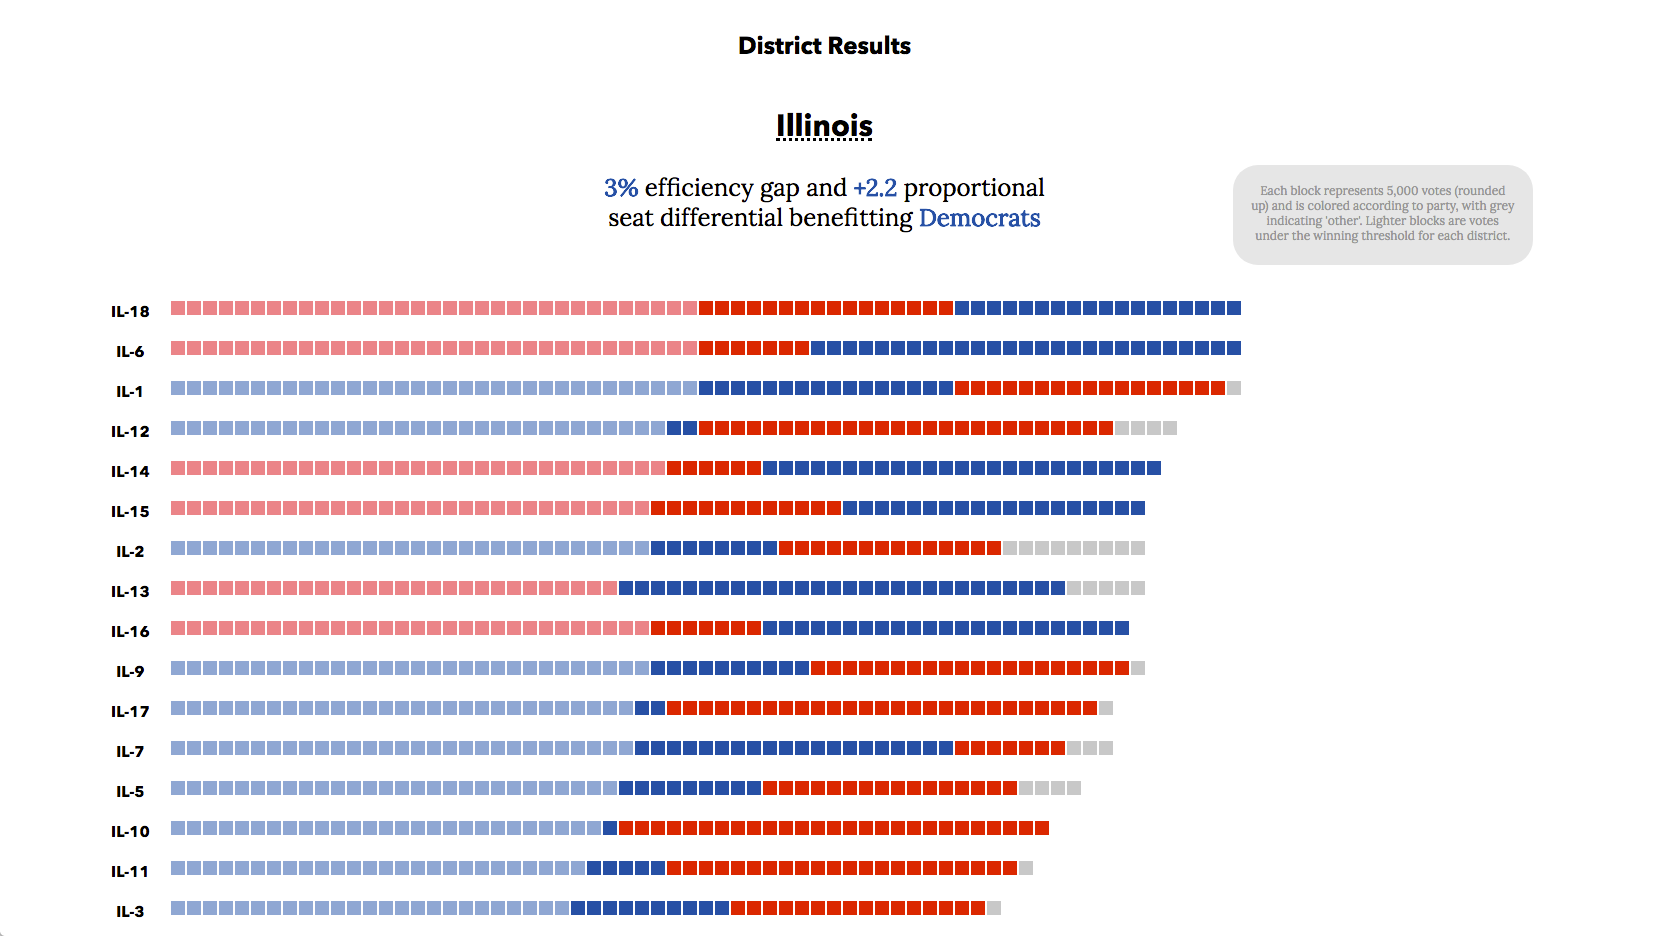 District Results
Illinois
3% efficiency gap and +2.2 proportional
seat differential benefitting Democrats
Each block represents 5,000 votes (rounded
up) and is colored according to party, with grey
indicating 'other'. Lighter blocks are votes
under the winning threshold for each district.
IL-18
IL-6
IL-1
IL-12
IL-14
IL-15
IL-2
IL-13
IL-16
IL-9
IL-17
IL-7
IL-5
IL-10
IL-11
IL-3